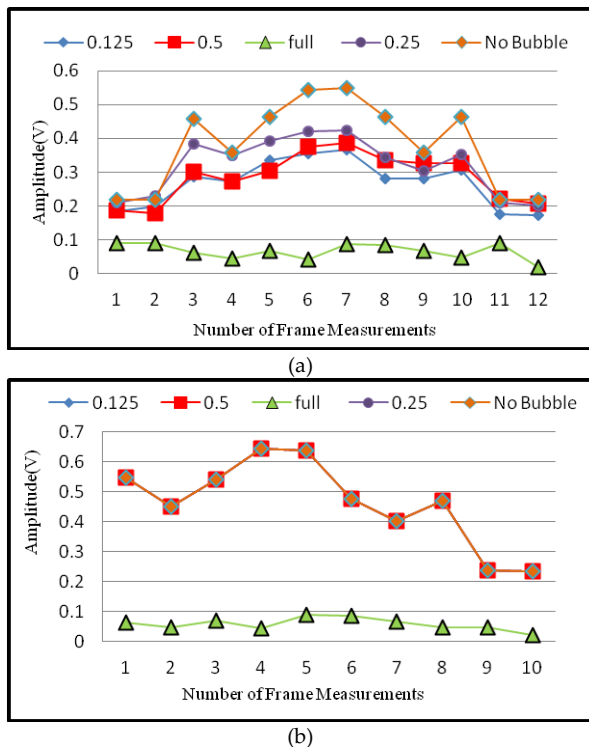 0.125 0.5 full 0.25 No Bubble
0.6
0.5
0.4
0.3
0.2
0.1
0
Amplitude(V)
1 2 3 4 5 6 7 8 9 10 11 12
Number of Frame Measurements
(a)
0.125 0.5 full 0.25 No Bubble
0.7
0.6
0.5
0.4
0.3
0.2
0.1
0
Amplitude(V)
1 2 3 4 5 6 7 8 9 10
Number of Frame Measurements
(b)